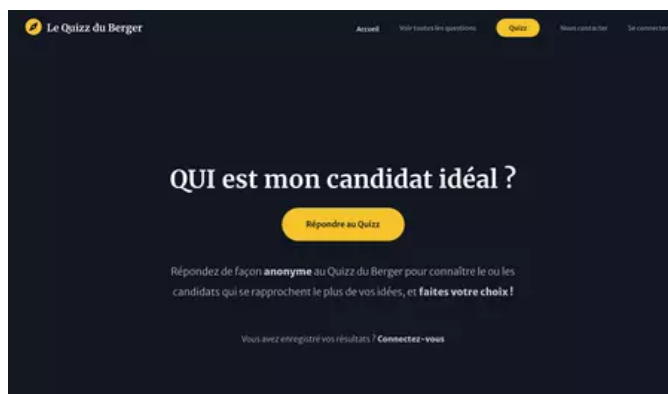 Le Quizz du Berger
Accueil
Voir toutes les questions
Quizz
Nous contacter
Se connecter
QUI est mon candidat idéal ?
Répondre au Quizz
Répondez de façon anonyme au Quizz du Berger pour connaître le ou les
candidats qui se rapprochent le plus de vos idées, et faites votre choix !
Vous avez enregistré vos résultats ? Connectez-vous